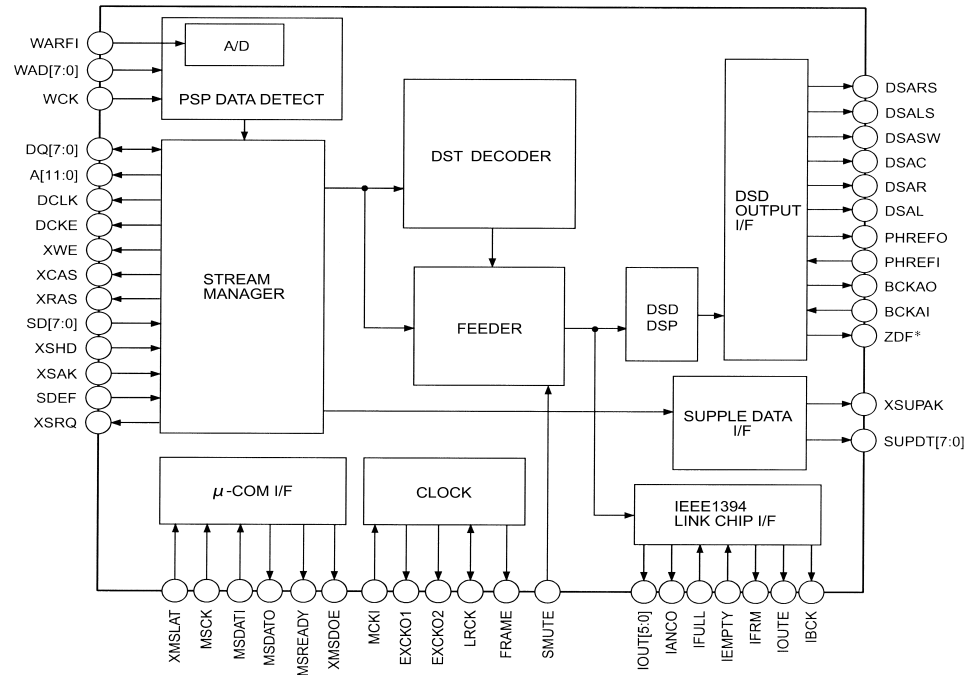 WARFI
WAD[7:0]
WCK
DQ[7:0]
A[11:0]
DCLK
DCKE
XWE
XCAS
XRAS
SD[7:0]
XSHD
XSAK
SDEF
XSRQ
A/D
PSP DATA DETECT
STREAM
MANAGER
DST DECODER
FEEDER
DSD
DSP
DSD
OUTPUT
I/F
SUPPLE DATA
I/F
μ-COM I/F
CLOCK
IEEE1394
LINK CHIP I/F
DSARS
DSALS
DSASW
DSAC
DSAR
DSAL
PHREFO
PHREFI
BCKAO
BCKAI
ZDF*
XSUPAK
SUPDT[7:0]
XMSLAT
MSCK
MSDATI
MSDATO
MSREADY
XMSDOE
MCKI
EXCKO1
EXCKO2
LRCK
FRAME
SMUTE
IOUT[5:0]
IANCO
IFULL
IEMPTY
IFRM
IOUTE
IBCK